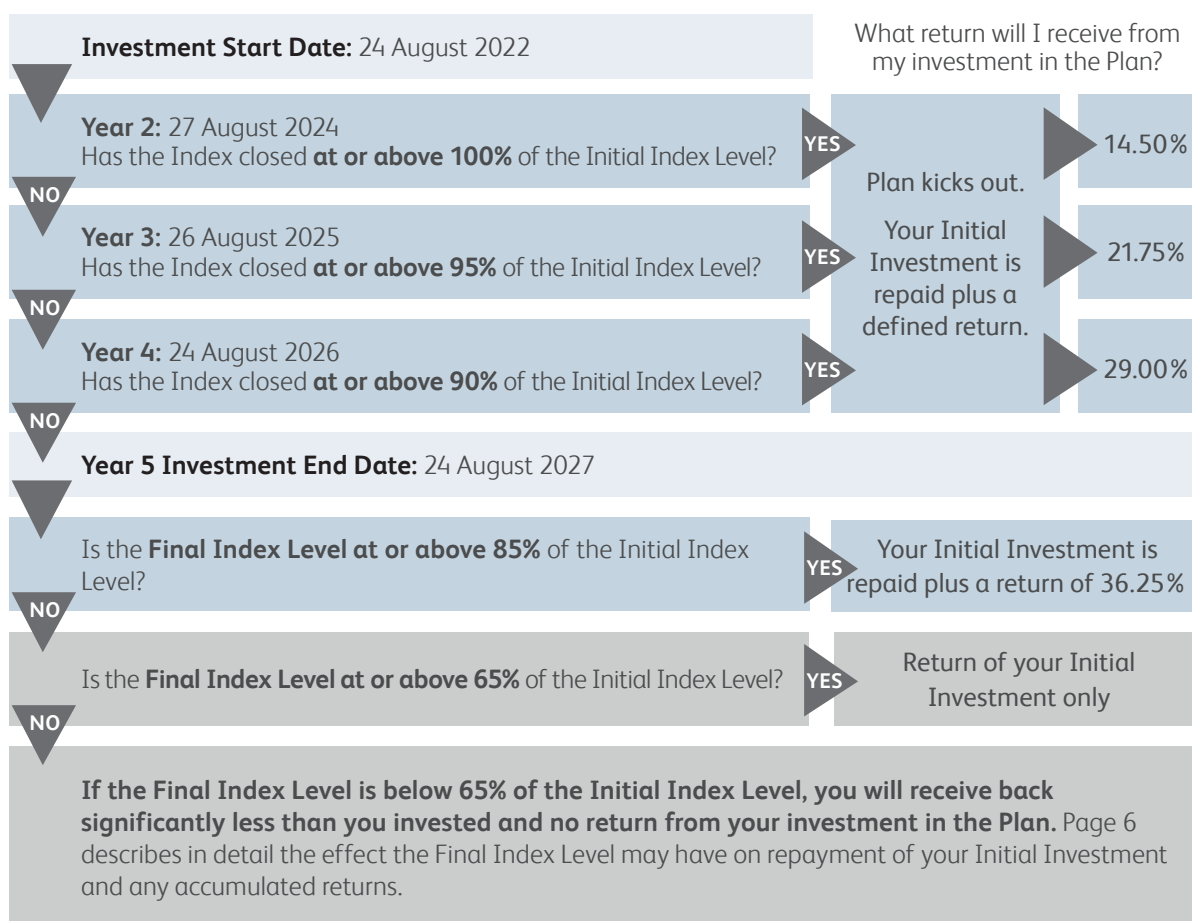 Investment Start Date: 24 August 2022
What return will I receive from
my investment in the Plan?
Year 2: 27 August 2024
Has the Index closed at or above 100% of the Initial Index Level?
YES
14.50%
NO
Year 3: 26 August 2025
Has the Index closed at or above 95% of the Initial Index Level?
YES
Plan kicks out.
Your Initial
Investment is
repaid plus a
defined return.
21.75%
NO
Year 4: 24 August 2026
Has the Index closed at or above 90% of the Initial Index Level?
YES
29.00%
NO
Year 5 Investment End Date: 24 August 2027
Is the Final Index Level at or above 85% of the Initial Index
Level?
YES
Your Initial Investment is
repaid plus a return of 36.25%
NO
Is the Final Index Level at or above 65% of the Initial Index Level?
YES
Return of your Initial
Investment only
NO
If the Final Index Level is below 65% of the Initial Index Level, you will receive back
significantly less than you invested and no return from your investment in the Plan. Page 6
describes in detail the effect the Final Index Level may have on repayment of your Initial Investment
and any accumulated returns.